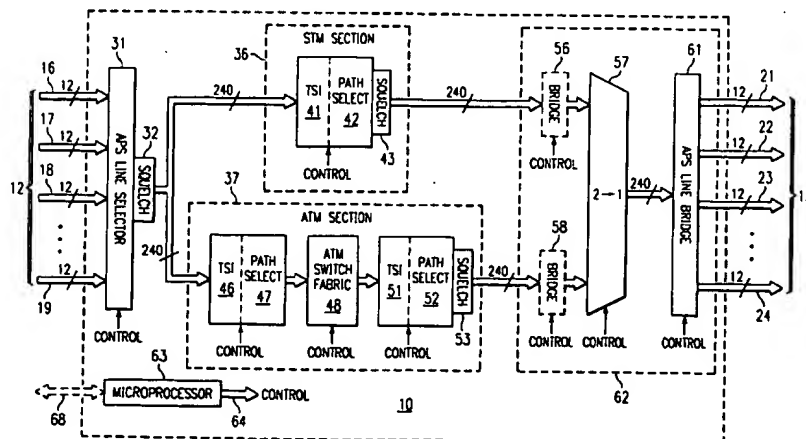 31
36
STM SECTION
56
57
61
16
12
TSI
41
PATH
SELECT
42
SQUELCH
43
240
240
BRIDGE
CONTROL
21
12
17
12
32
SQUELCH
22
12
12
18
12
APS LINE SELECTOR
CONTROL
37
ATM SECTION
58
2→1
240
APS LINE BRIDGE
23
12
1
240
TSI
46
PATH
SELECT
47
ATM
SWITCH
FABRIC
48
TSI
51
PATH
SELECT
52
SQUELCH
53
240
BRIDGE
12
19
12
24
CONTROL
CONTROL
CONTROL
CONTROL
CONTROL
CONTROL
CONTROL
63
MICROPROCESSOR
CONTROL
68
64
10
62